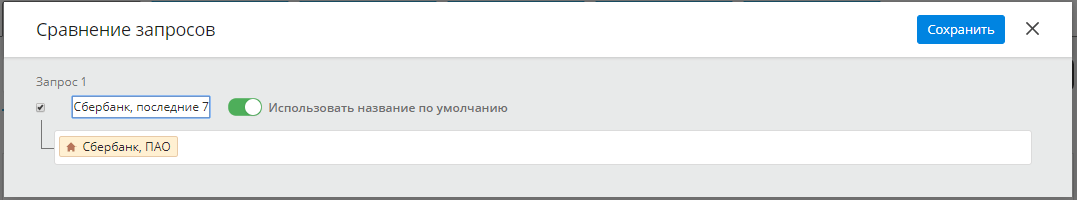 Сравнение запросов
Сохранить
Запрос 1
Сбербанк, последние 7
Использовать название по умолчанию
Сбербанк, ПАО